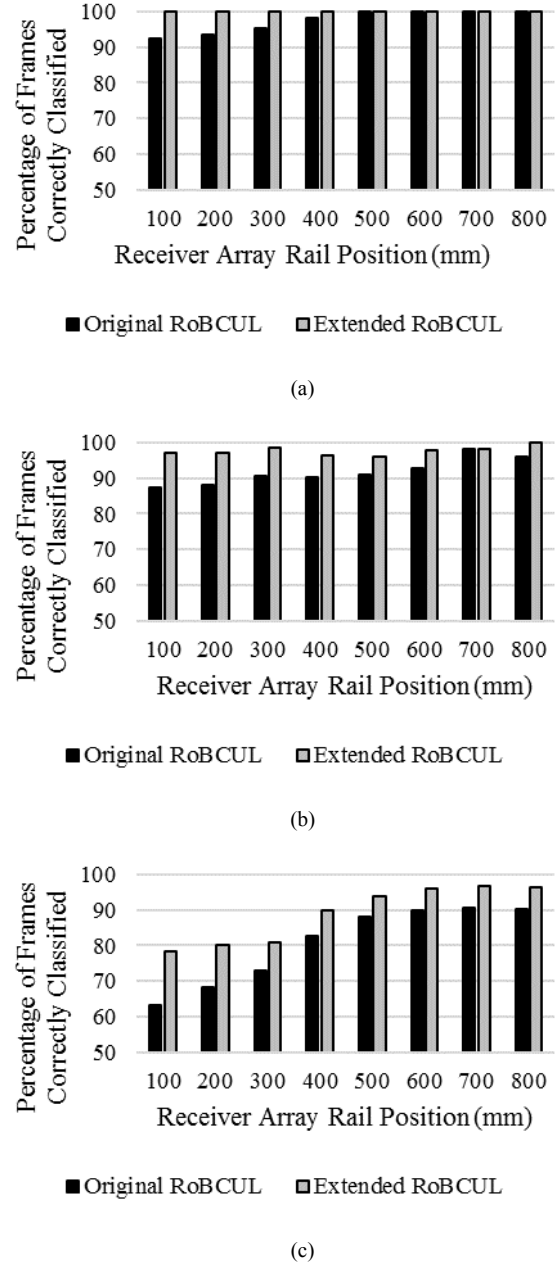 Percentage of Frames
Correctly Classified
100
90
80
70
60
50
100 200 300 400 500 600 700 800
Receiver Array Rail Position (mm)
Original RoBCUL Extended RoBCUL
(a)
Percentage of Frames
Correctly Classified
100
90
80
70
60
50
100 200 300 400 500 600 700 800
Receiver Array Rail Position (mm)
Original RoBCUL Extended RoBCUL
(b)
Percentage of Frames
Correctly Classified
100
90
80
70
60
50
100 200 300 400 500 600 700 800
Receiver Array Rail Position (mm)
Original RoBCUL Extended RoBCUL
(c)